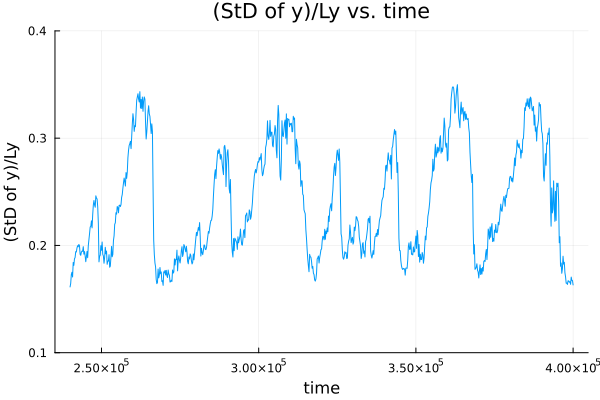 (StD of y)/Ly vs. time
(StD of y)/Ly
0.4
0.3
0.2
0.1
2.50×10⁵ 3.00×10⁵ 3.50×10⁵ 4.00×10⁵
time